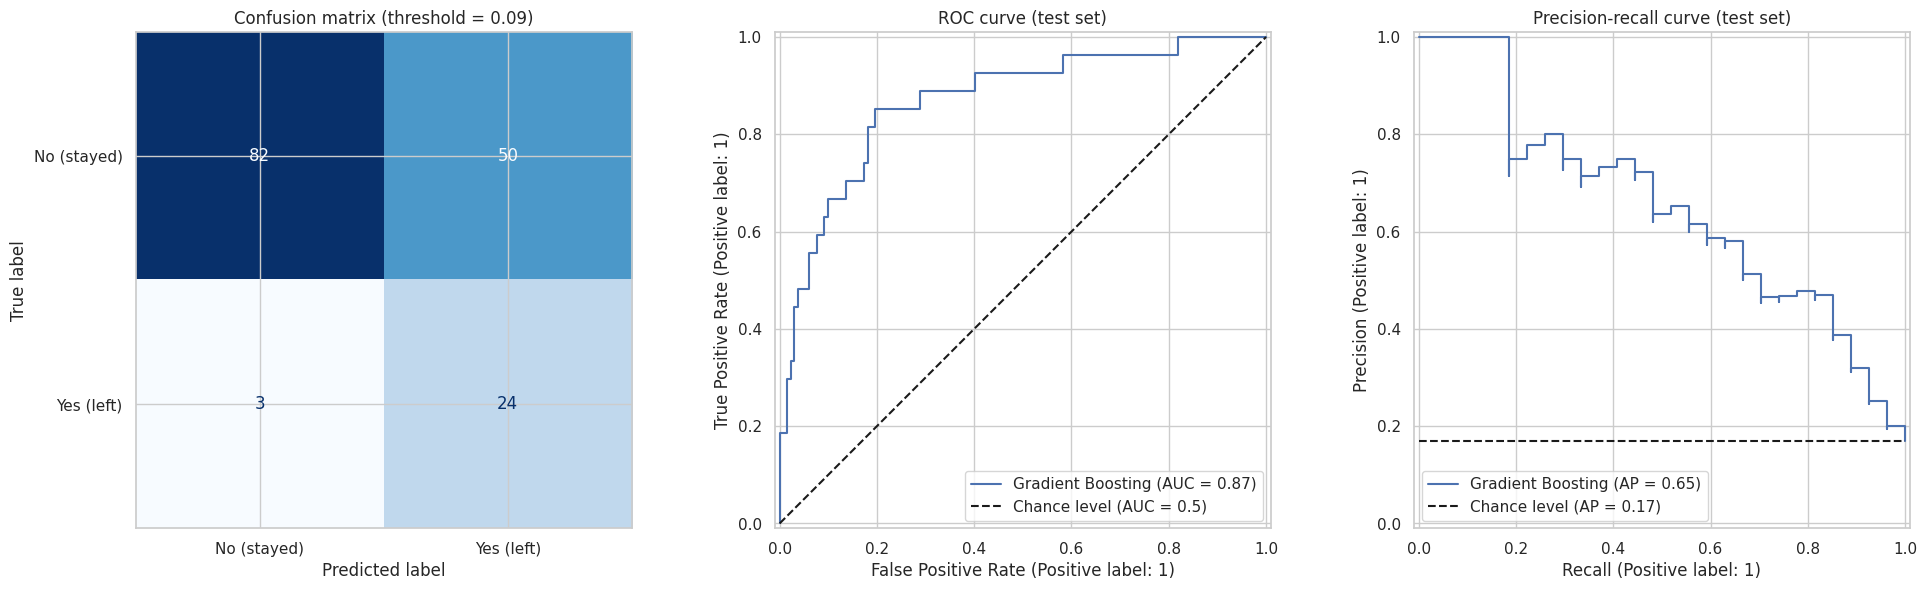 Confusion matrix (threshold = 0.09)
True label
No (stayed)
82
50
Yes (left)
3
24
No (stayed)
Yes (left)
Predicted label
ROC curve (test set)
True Positive Rate (Positive label: 1)
1.0
0.8
0.6
0.4
0.2
0.0
Gradient Boosting (AUC = 0.87)
Chance level (AUC = 0.5)
0.0
0.2
0.4
0.6
0.8
1.0
False Positive Rate (Positive label: 1)
Precision-recall curve (test set)
Precision (Positive label: 1)
1.0
0.8
0.6
0.4
0.2
0.0
Gradient Boosting (AP = 0.65)
Chance level (AP = 0.17)
0.0
0.2
0.4
0.6
0.8
1.0
Recall (Positive label: 1)